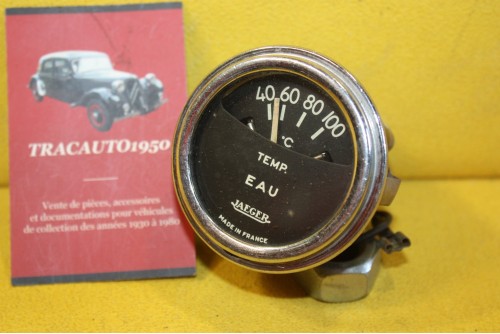 TRACAUTO1950
Vente de pièces, accessoires
et documentations pour véhicules
de collection des années 1930 à 1980
40 60 80 100
°C
TEMP.
EAU
JAEGER
MADE IN FRANCE